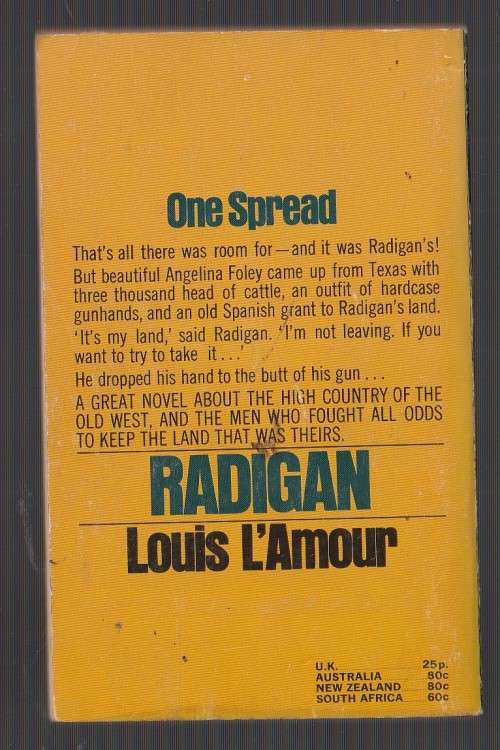 One Spread
That's all there was room for—and it was Radigan's!
But beautiful Angelina Foley came up from Texas with
three thousand head of cattle, an outfit of hardcase
gunhands, and an old Spanish grant to Radigan's land.
'It's my land,' said Radigan. 'I'm not leaving. If you
want to try to take it...'
He dropped his hand to the butt of his gun...
A GREAT NOVEL ABOUT THE HIGH COUNTRY OF THE
OLD WEST, AND THE MEN WHO FOUGHT ALL ODDS
TO KEEP THE LAND THAT WAS THEIRS.
RADIGAN
Louis L'Amour
U.K. 25p.
AUSTRALIA 80c
NEW ZEALAND 80c
SOUTH AFRICA 60c